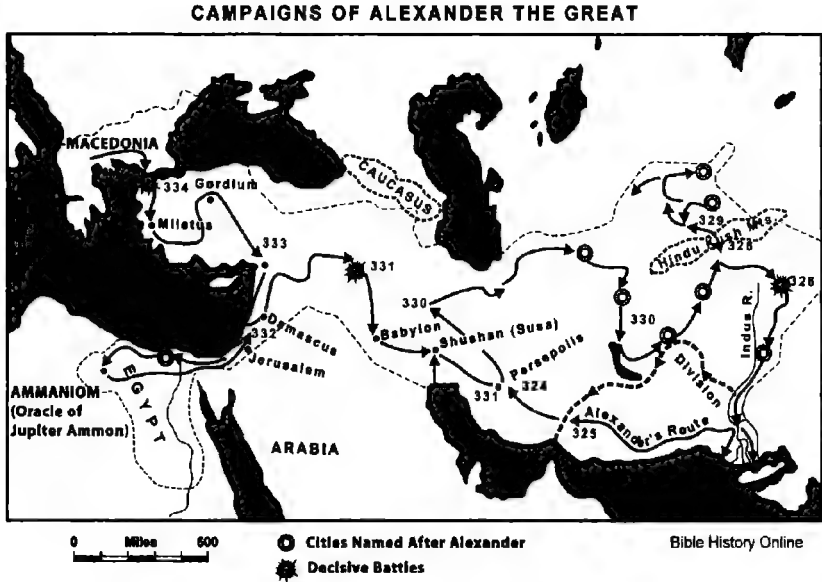 CAMPAIGNS OF ALEXANDER THE GREAT
MACEDONIA
334
Gordium
Miletus
CAUCASUS
333
331
329
328
Hindu Kush Mts.
326
330
Babylon
Shushan (Susa)
330
Damascus
332
Jerusalem
Persepolis
331
324
Division
Indus R.
AMMANIOM
(Oracle of
Jupiter Ammon)
EGYPT
ARABIA
Alexander's Route
325
0 Miles 600
Cities Named After Alexander
Decisive Battles
Bible History Online